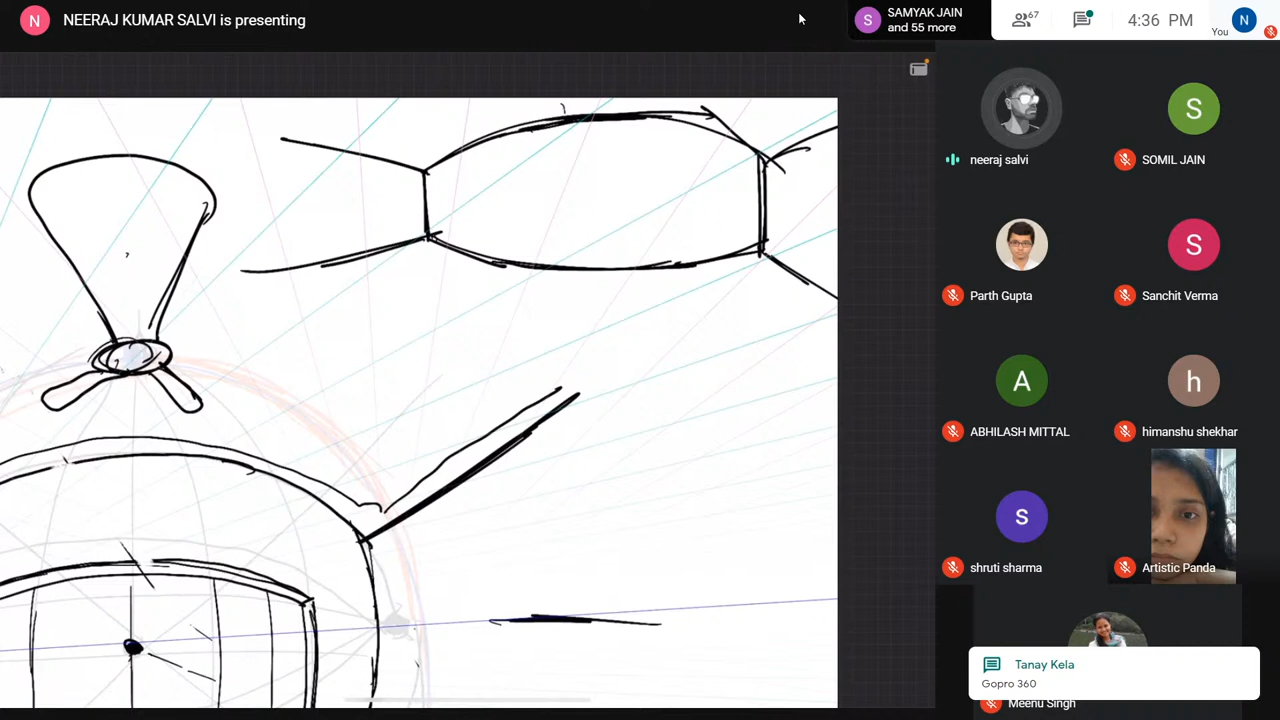 N
NEERAJ KUMAR SALVI is presenting
S
SAMYAK JAIN
and 55 more
67
4:36 PM
You
N
neeraj salvi
S
SOMIL JAIN
Parth Gupta
S
Sanchit Verma
A
ABHILASH MITTAL
h
himanshu shekhar
s
shruti sharma
Artistic Panda
Tanay Kela
Gopro 360
Meenu Singh